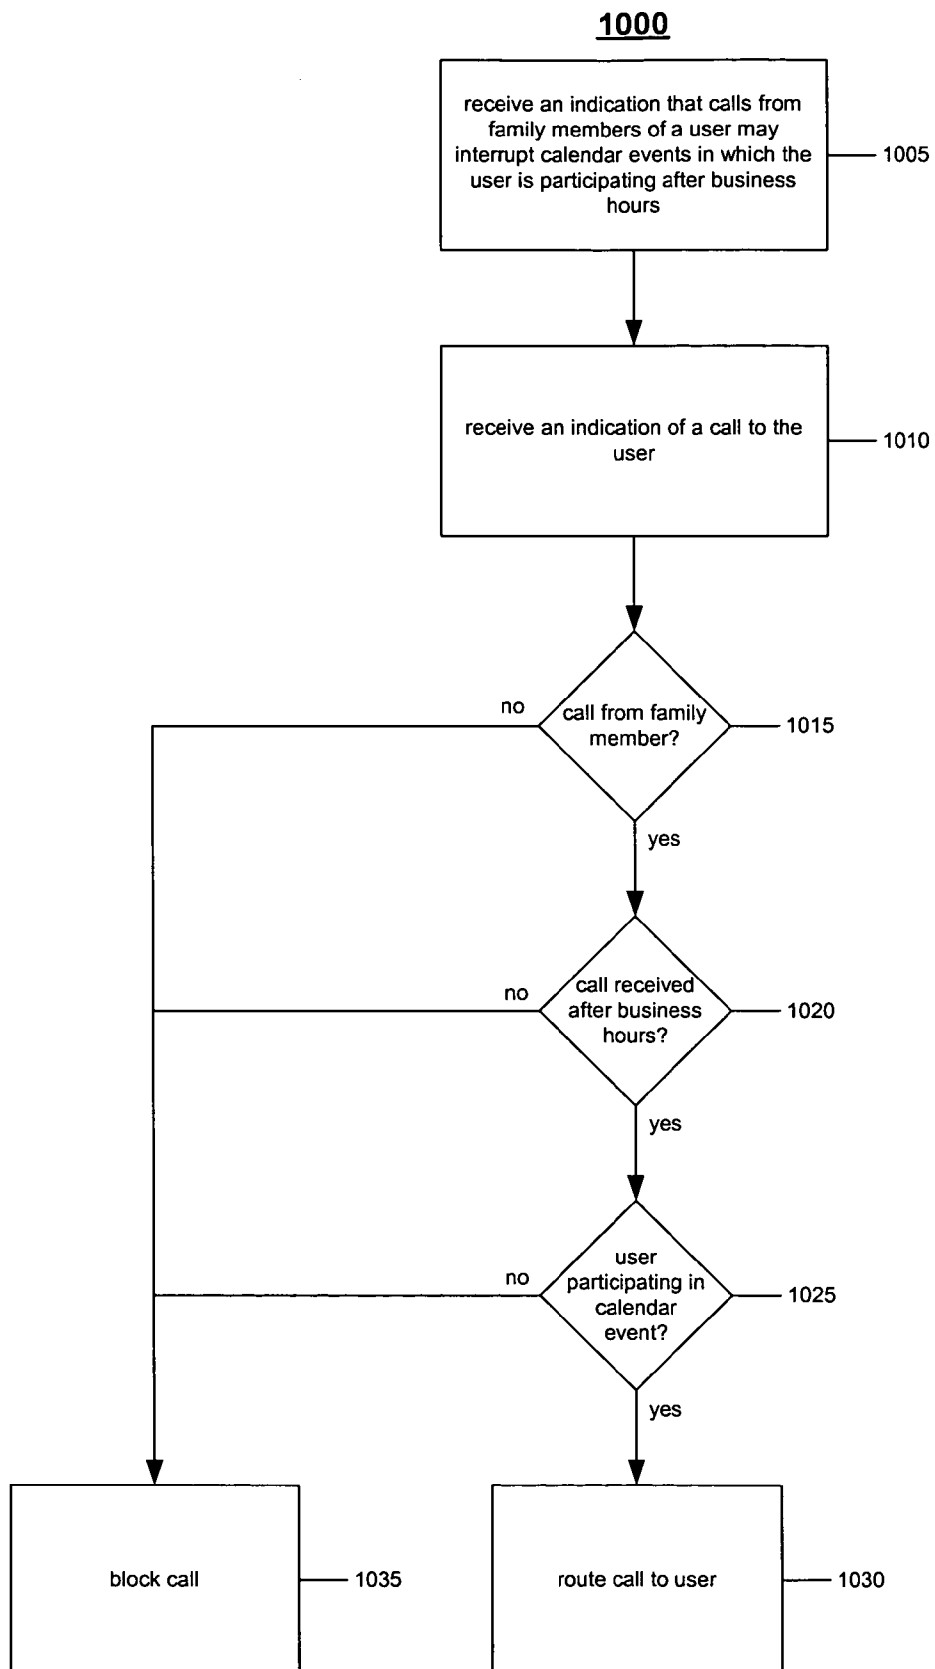 1000
receive an indication that calls from
family members of a user may
interrupt calendar events in which the
user is participating after business
hours
1005
receive an indication of a call to the
user
1010
no
call from family
member?
1015
yes
no
call received
after business
hours?
1020
yes
no
user
participating in
calendar
event?
1025
yes
block call
1035
route call to user
1030